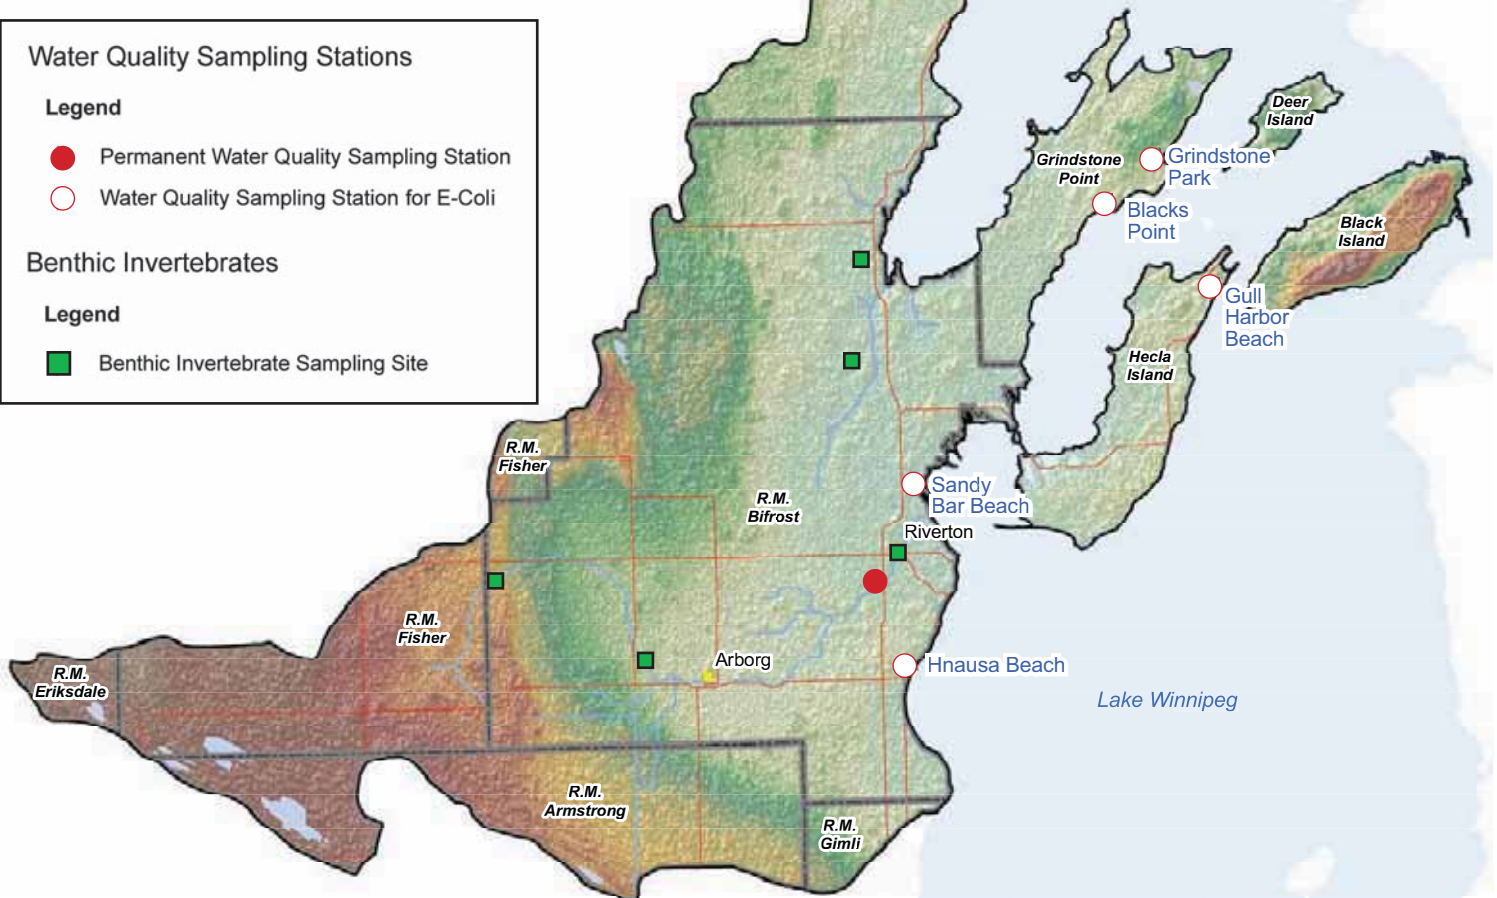 Water Quality Sampling Stations
Legend
Permanent Water Quality Sampling Station
Water Quality Sampling Station for E-Coli
Benthic Invertebrates
Legend
Benthic Invertebrate Sampling Site
Deer
Island
Grindstone
Point
Grindstone
Park
Blacks
Point
Black
Island
Gull
Harbor
Beach
Hecla
Island
R.M.
Fisher
R.M.
Bifrost
Sandy
Bar Beach
Riverton
R.M.
Fisher
Arborg
Hnausa Beach
R.M.
Eriksdale
Lake Winnipeg
R.M.
Armstrong
R.M.
Gimli